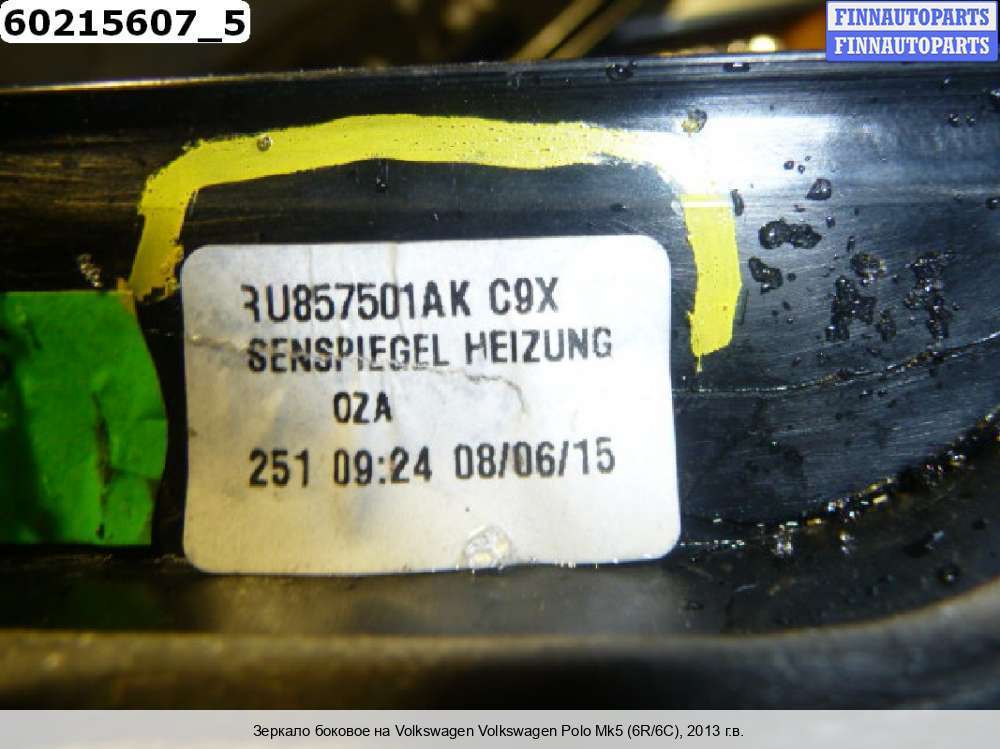 60215607_5
FINNAUTOPARTS
FINNAUTOPARTS
RU857501AK C9X
SENSPIEGEL HEIZUNG
OZA
251 09:24 08/06/15
Зеркало боковое на Volkswagen Volkswagen Polo Mk5 (6R/6C), 2013 г.в.